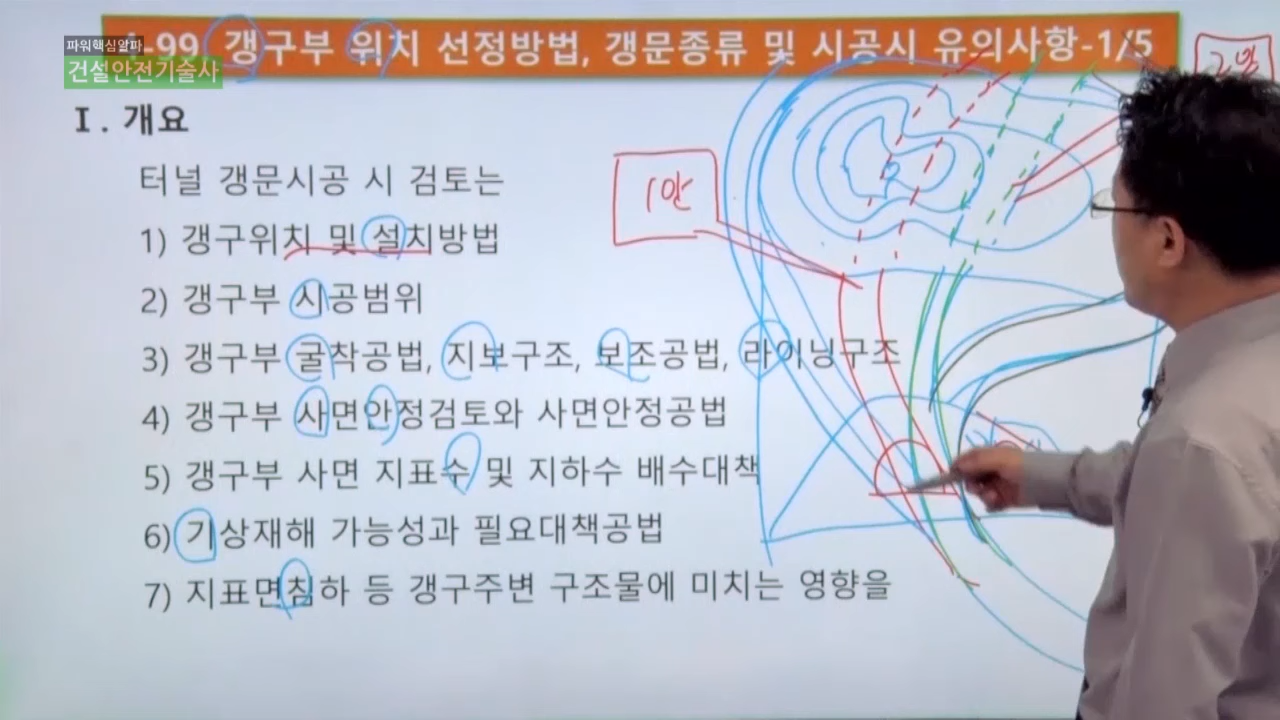 파워핵심알파
건설안전기술사
4-99 갱구부 위치 선정방법, 갱문종류 및 시공시 유의사항-1/5
I. 개요
터널 갱문시공 시 검토는
1) 갱구위치 및 설치방법
2) 갱구부 시공범위
3) 갱구부 굴착공법, 지보구조, 보조공법, 라이닝구조
4) 갱구부 사면안정검토와 사면안정공법
5) 갱구부 사면 지표수 및 지하수 배수대책
6) 기상재해 가능성과 필요대책공법
7) 지표면침하 등 갱구주변 구조물에 미치는 영향을
1안